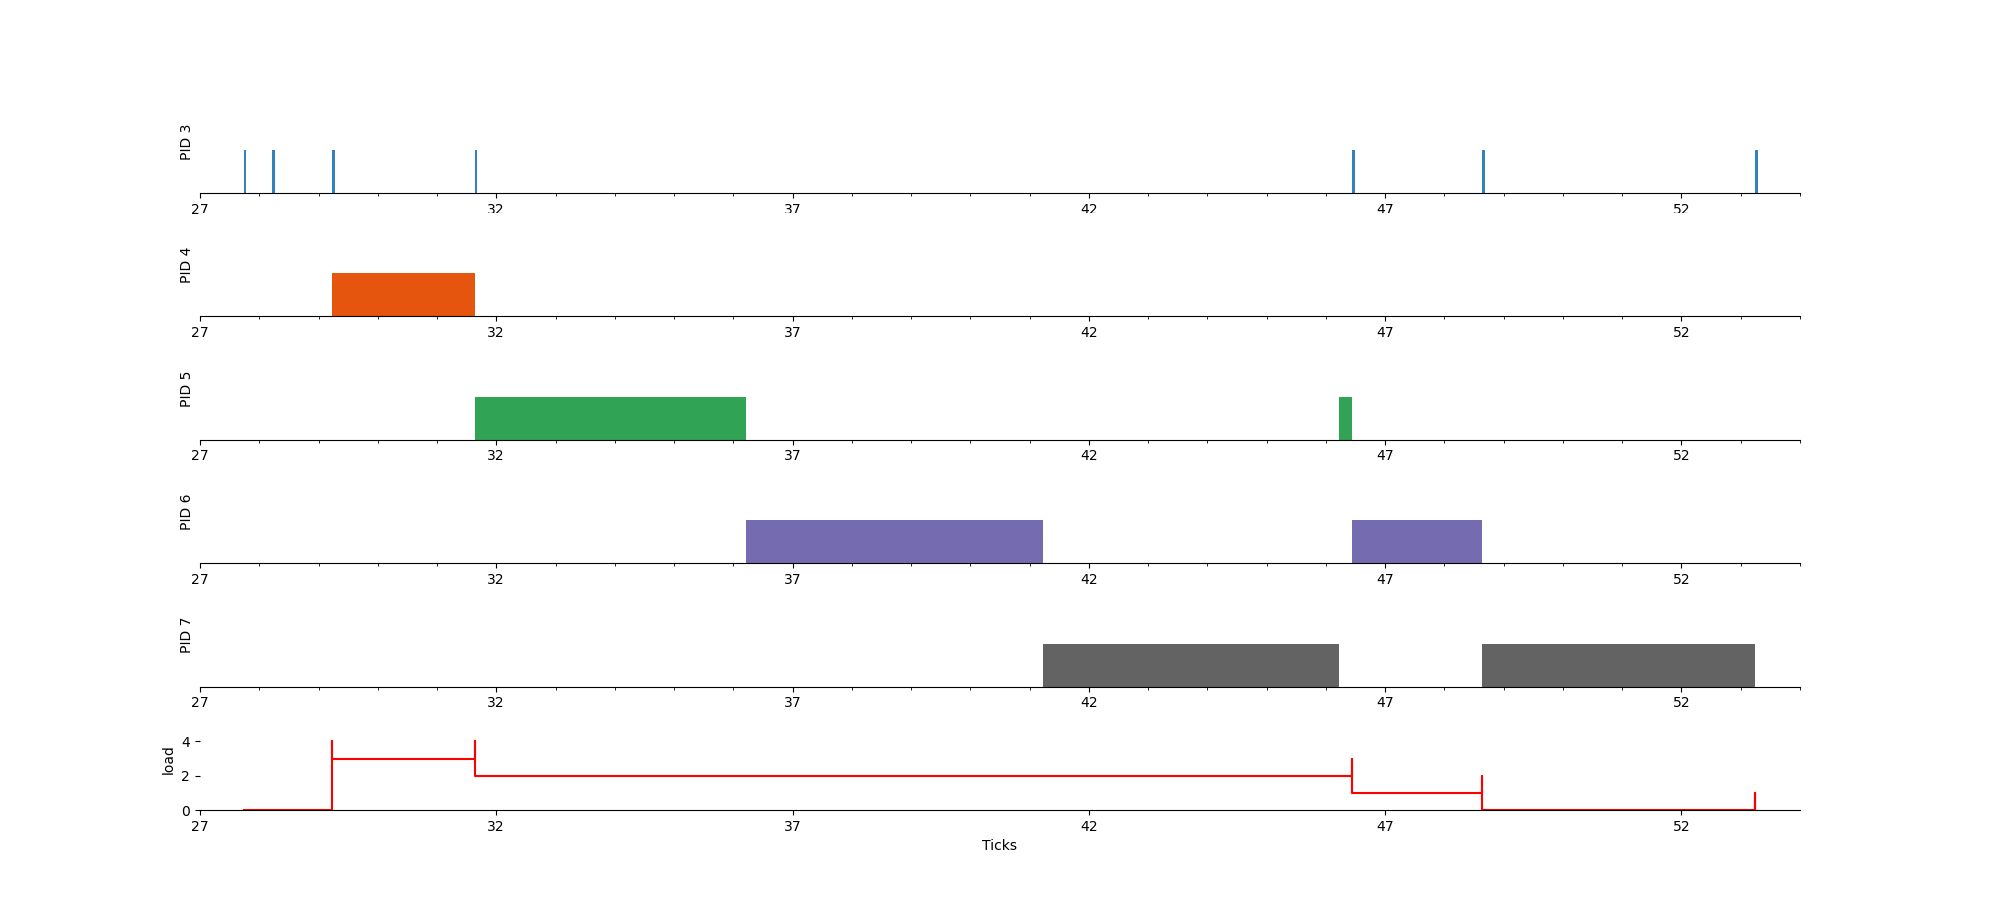 PID 3
27 32 37 42 47 52
PID 4
27 32 37 42 47 52
PID 5
27 32 37 42 47 52
PID 6
27 32 37 42 47 52
PID 7
27 32 37 42 47 52
load
4
2
0
27 32 37 42 47 52
Ticks